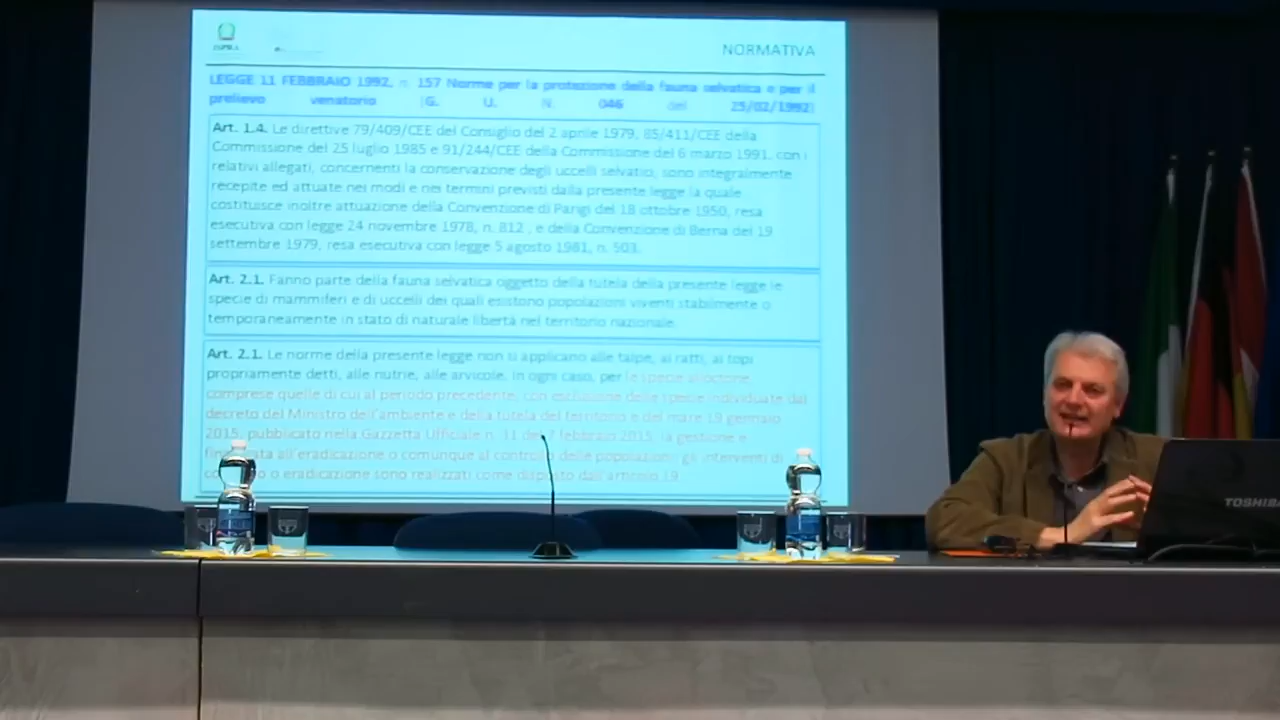 ISPRA
NORMATIVA
LEGGE 11 FEBBRAIO 1992, n. 157 Norme per la protezione della fauna selvatica e per il
prelievo venatorio (G. U. N. 046 del 25/02/1992)
Art. 1.4. Le direttive 79/409/CEE del Consiglio del 2 aprile 1979, 85/411/CEE della
Commissione del 25 luglio 1985 e 91/244/CEE della Commissione del 6 marzo 1991, con i
relativi allegati, concernenti la conservazione degli uccelli selvatici, sono integralmente
recepite ed attuate nei modi e nei termini previsti dalla presente legge la quale
costituisce inoltre attuazione della Convenzione di Parigi del 18 ottobre 1950, resa
esecutiva con legge 24 novembre 1978, n. 812 , e della Convenzione di Berna del 19
settembre 1979, resa esecutiva con legge 5 agosto 1981, n. 503.
Art. 2.1. Fanno parte della fauna selvatica oggetto della tutela della presente legge le
specie di mammiferi e di uccelli dei quali esistono popolazioni viventi stabilmente o
temporaneamente in stato di naturale libertà nel territorio nazionale.
Art. 2.1. Le norme della presente legge non si applicano alle talpe, ai ratti, ai topi
propriamente detti, alle nutrie, alle arvicole. In ogni caso, per le specie alloctone,
comprese quelle di cui al periodo precedente, con esclusione delle specie individuate dal
decreto del Ministro dell'ambiente e della tutela del territorio e del mare 19 gennaio
2015, pubblicato nella Gazzetta Ufficiale n. 31 del 7 febbraio 2015, la gestione è
all'eradicazione o comunque al controllo delle popolazioni; gli interventi di
o eradicazione sono realizzati come disposto dall'articolo 19.
TOSHIBA